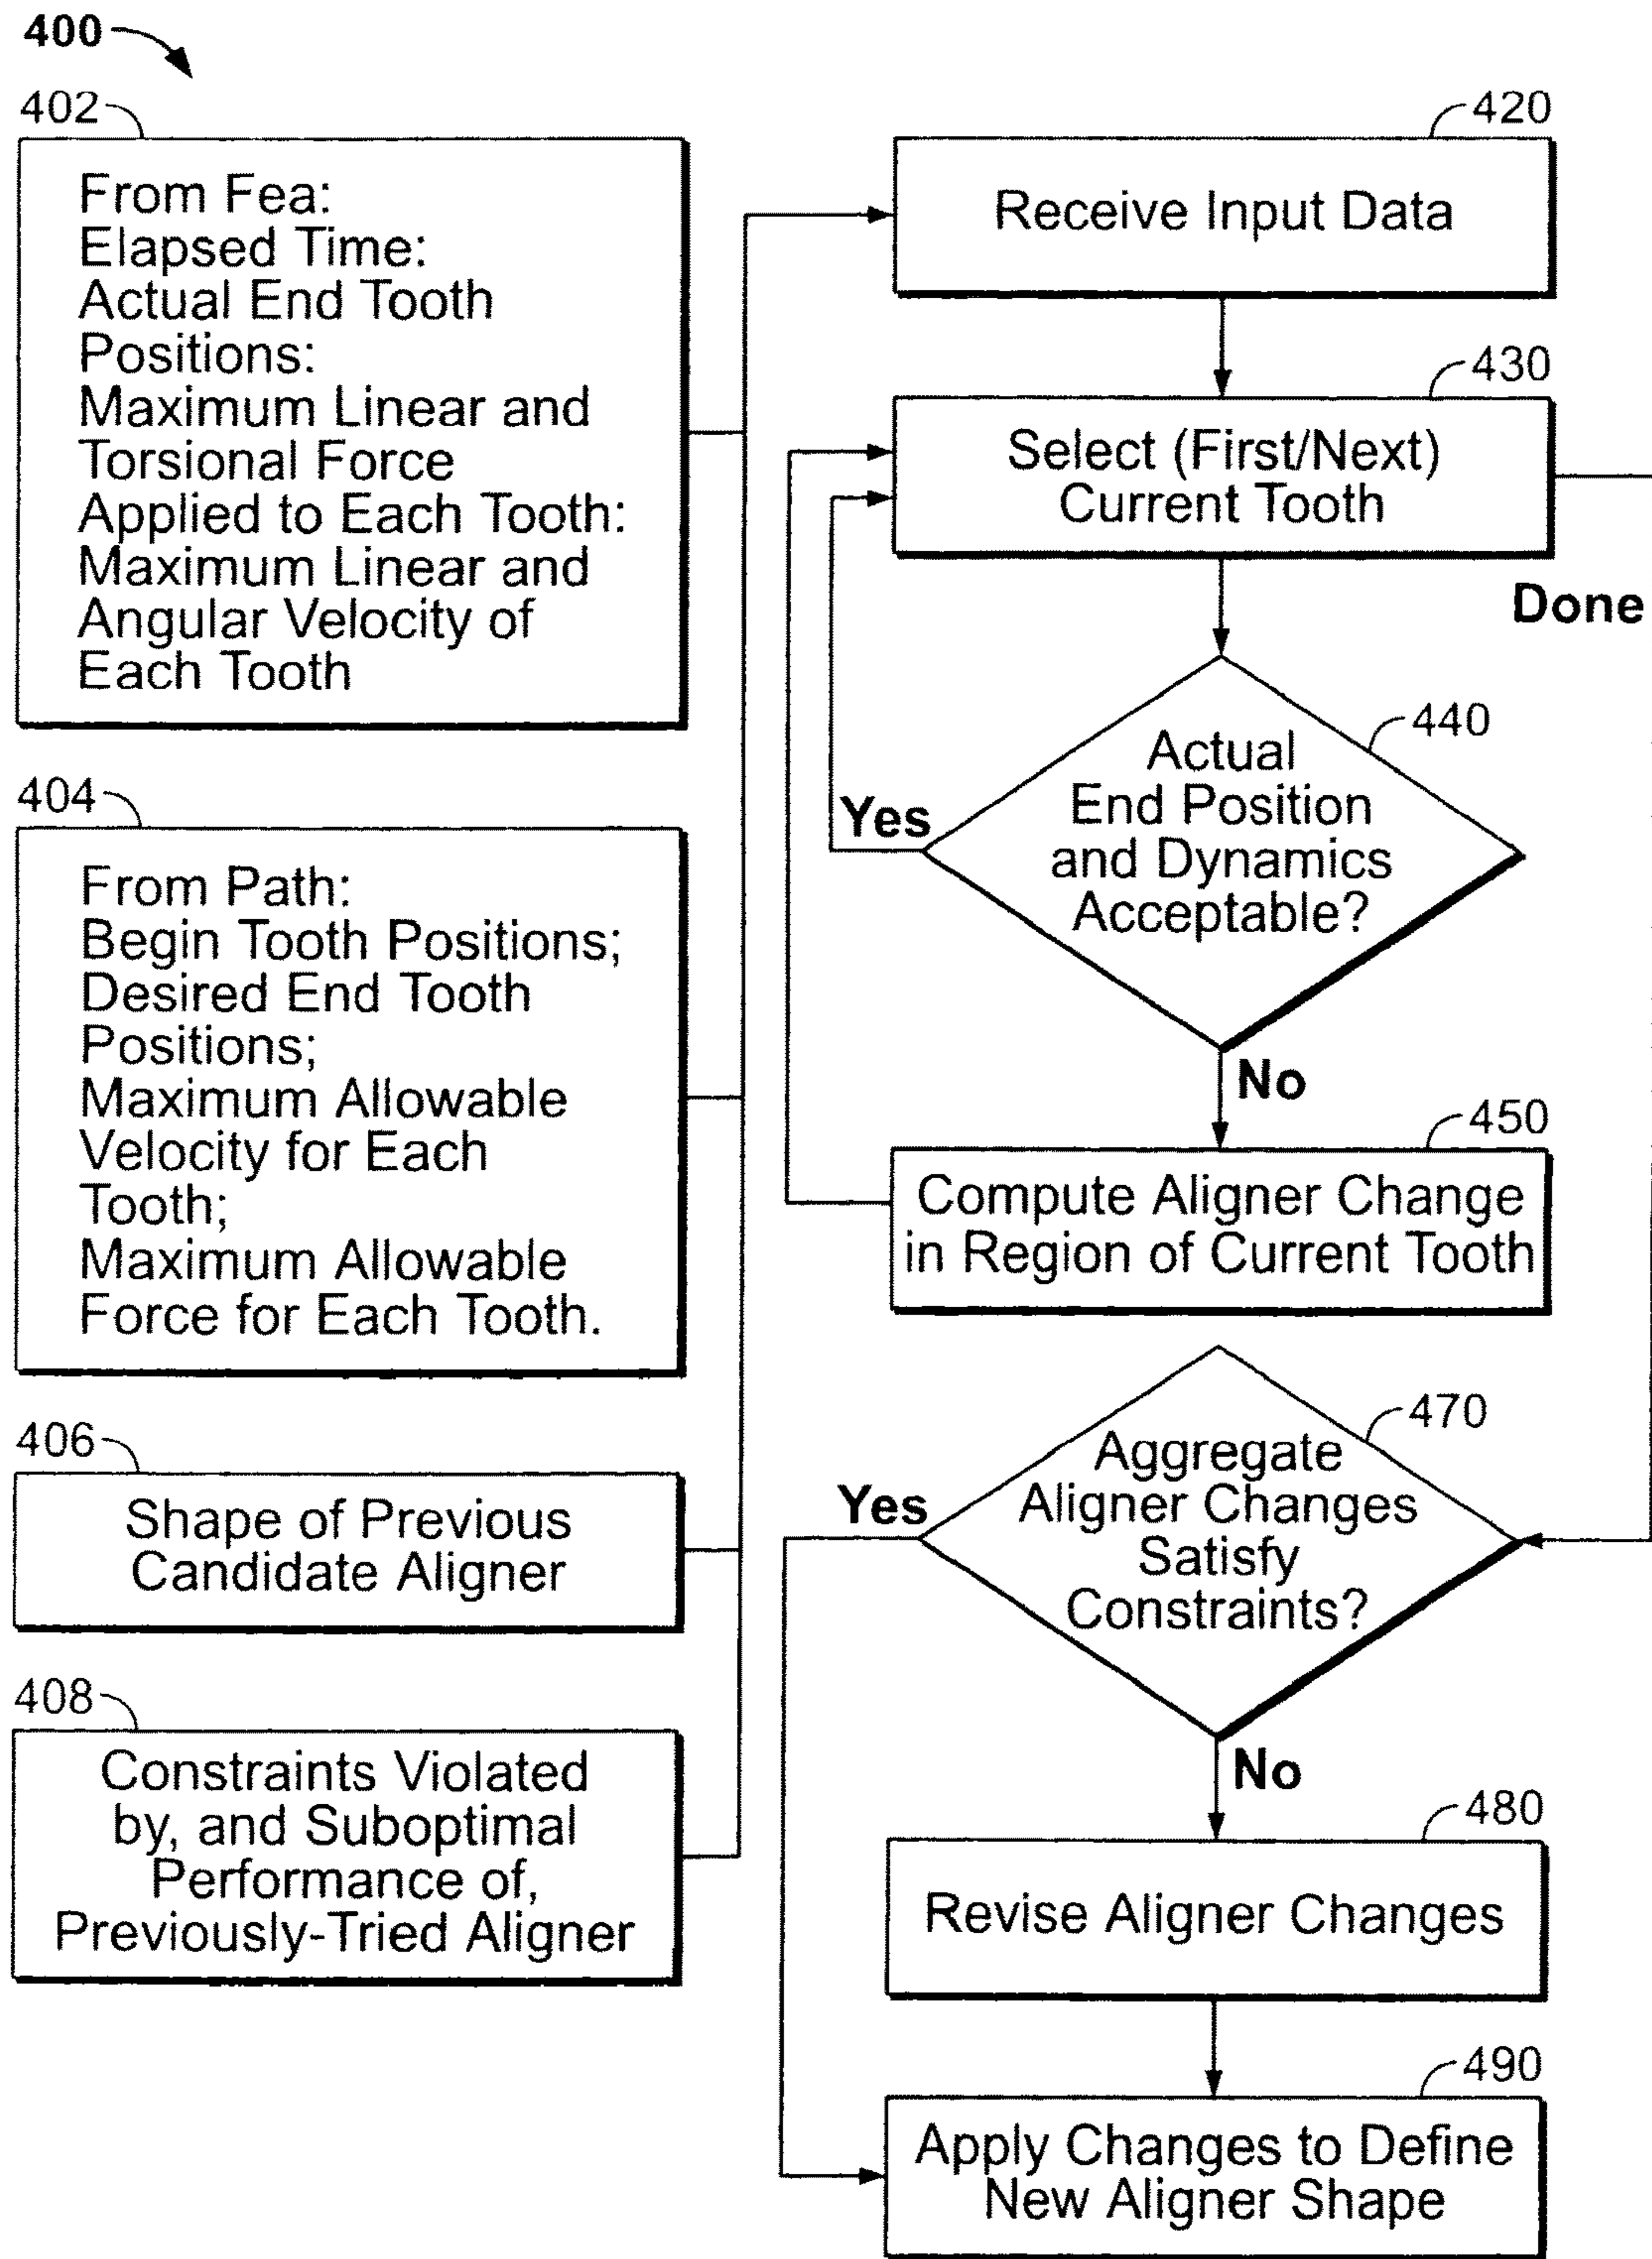 400
402
From Fea:
Elapsed Time:
Actual End Tooth
Positions:
Maximum Linear and
Torsional Force
Applied to Each Tooth:
Maximum Linear and
Angular Velocity of
Each Tooth
404
From Path:
Begin Tooth Positions;
Desired End Tooth
Positions;
Maximum Allowable
Velocity for Each
Tooth;
Maximum Allowable
Force for Each Tooth.
406
Shape of Previous
Candidate Aligner
408
Constraints Violated
by, and Suboptimal
Performance of,
Previously-Tried Aligner
420
Receive Input Data
430
Select (First/Next)
Current Tooth
Done
440
Actual
End Position
and Dynamics
Acceptable?
Yes
No
450
Compute Aligner Change
in Region of Current Tooth
470
Aggregate
Aligner Changes
Satisfy
Constraints?
Yes
No
480
Revise Aligner Changes
490
Apply Changes to Define
New Aligner Shape